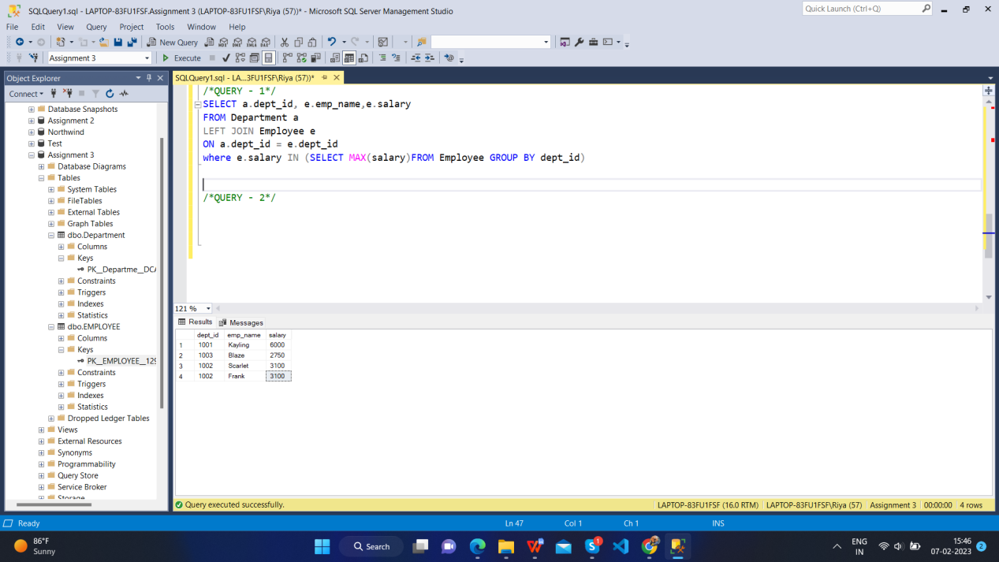 SQLQuery1.sql - LAPTOP-83FU1FSF.Assignment 3 (LAPTOP-83FU1FSF\Riya (57))* - Microsoft SQL Server Management Studio
Quick Launch (Ctrl+Q)
File Edit View Query Project Tools Window Help
New Query
Assignment 3
Execute
Object Explorer
SQLQuery1.sql - LA...3FU1FSF\Riya (57))*
Connect
Database Snapshots
Assignment 2
Northwind
Test
Assignment 3
Database Diagrams
Tables
System Tables
FileTables
External Tables
Graph Tables
dbo.Department
Columns
Keys
PK__Departme__DCA
Constraints
Triggers
Indexes
Statistics
dbo.EMPLOYEE
Columns
Keys
PK__EMPLOYEE__129
Constraints
Triggers
Indexes
Statistics
Dropped Ledger Tables
Views
External Resources
Synonyms
Programmability
Query Store
Service Broker
Storage
/*QUERY - 1*/
SELECT a.dept_id, e.emp_name,e.salary
FROM Department a
LEFT JOIN Employee e
ON a.dept_id = e.dept_id
where e.salary IN (SELECT MAX(salary)FROM Employee GROUP BY dept_id)
/*QUERY - 2*/
121 %
Results Messages
dept_id emp_name salary
1 1001 Kayling 6000
2 1003 Blaze 2750
3 1002 Scarlet 3100
4 1002 Frank 3100
Query executed successfully.
LAPTOP-83FU1FSF (16.0 RTM) LAPTOP-83FU1FSF\Riya (57) Assignment 3 00:00:00 4 rows
Ready
Ln 47 Col 1 Ch 1 INS
86°F
Sunny
Search
1
ENG
IN
15:46
07-02-2023
2